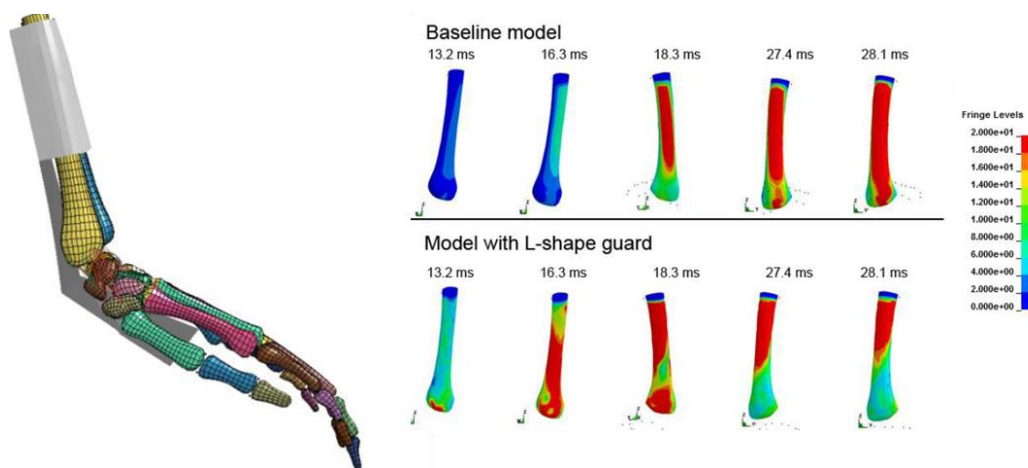 Baseline model
13.2 ms 16.3 ms 18.3 ms 27.4 ms 28.1 ms
Model with L-shape guard
13.2 ms 16.3 ms 18.3 ms 27.4 ms 28.1 ms
Fringe Levels
2.000e+01
1.800e+01
1.600e+01
1.400e+01
1.200e+01
1.000e+01
8.000e+00
6.000e+00
4.000e+00
2.000e+00
0.000e+00